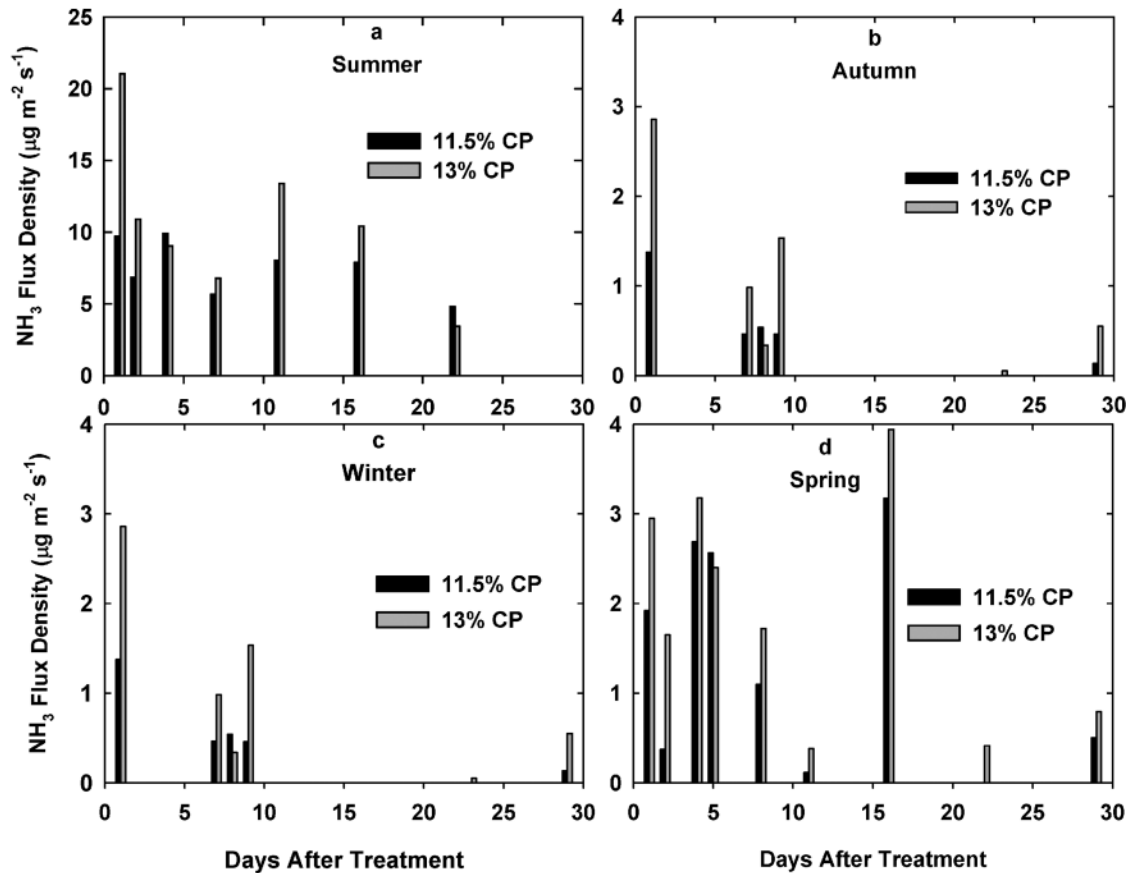 a
Summer
NH₃ Flux Density (μg m⁻² s⁻¹)
25
20
15
10
5
0
11.5% CP
13% CP
0 5 10 15 20 25 30
b
Autumn
4
3
2
1
0
11.5% CP
13% CP
0 5 10 15 20 25 30
c
Winter
NH₃ Flux Density (μg m⁻² s⁻¹)
4
3
2
1
0
11.5% CP
13% CP
0 5 10 15 20 25 30
Days After Treatment
d
Spring
4
3
2
1
0
11.5% CP
13% CP
0 5 10 15 20 25 30
Days After Treatment